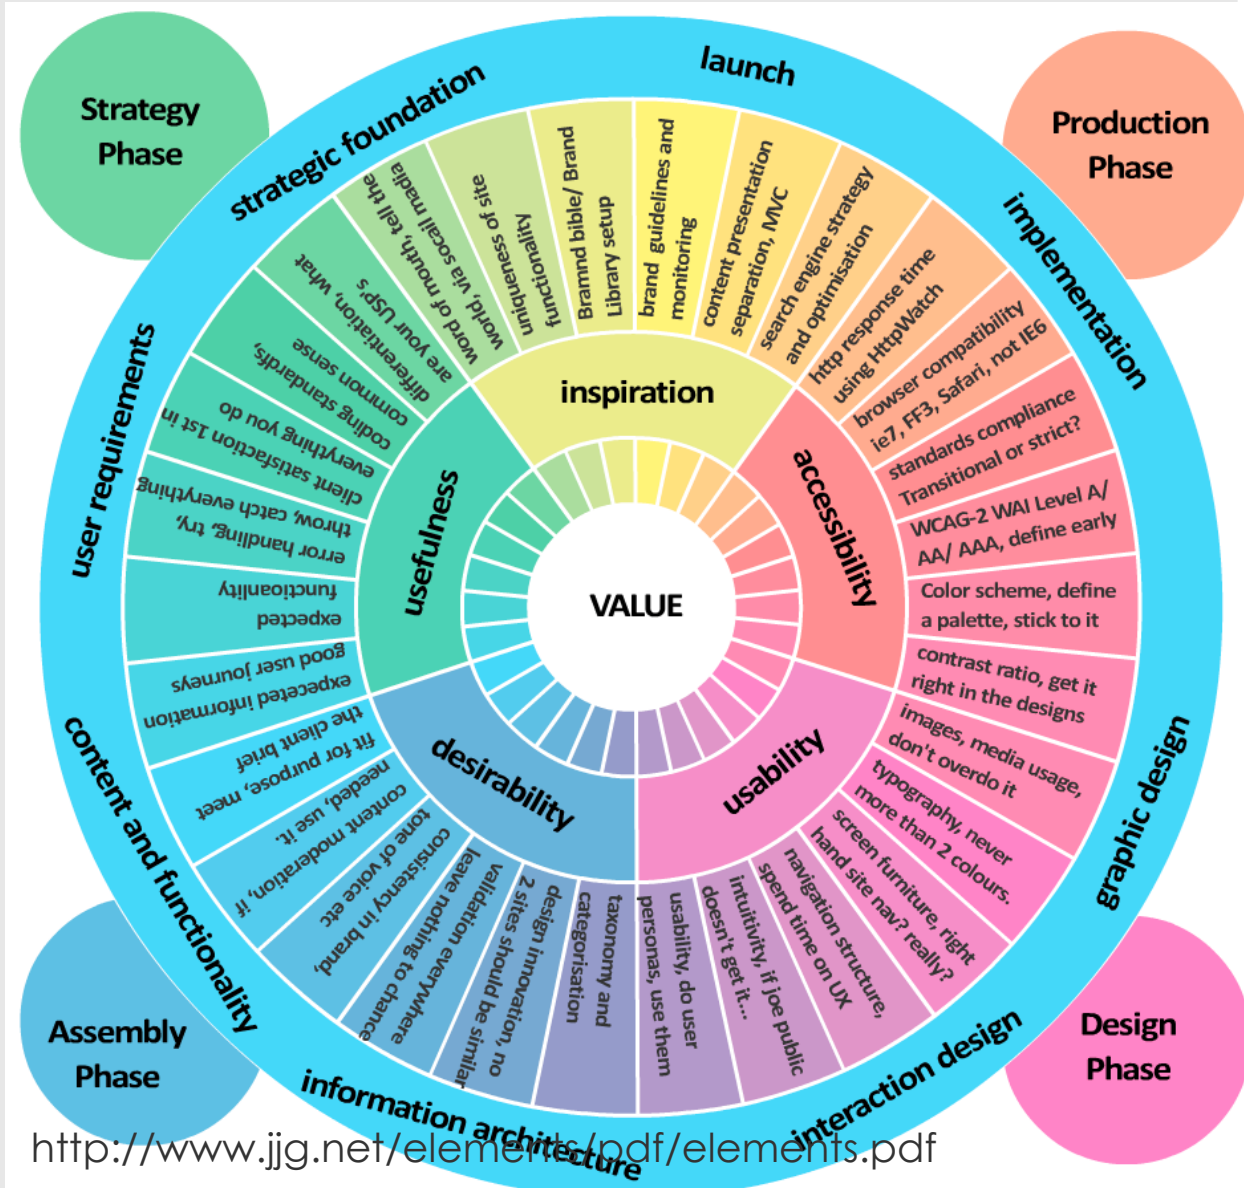 Strategy
Phase
Production
Phase
Assembly
Phase
Design
Phase
launch
implementation
graphic design
interaction design
information architecture
content and functionality
user requirements
strategic foundation
inspiration
accessibility
usability
desirability
usefulness
VALUE
brand guidelines and
monitoring
content presentation
separation, MVC
search engine strategy
and optimisation
http response time
using HttpWatch
browser compatibility
ie7, FF3, Safari, not IE6
standards compliance
Transitional or strict?
WCAG-2 WAI Level A/
AA/ AAA, define early
Color scheme, define
a palette, stick to it
contrast ratio, get it
right in the designs
images, media usage,
don't overdo it
typography, never
more than 2 colours.
screen furniture, right
hand site nav? really?
navigation structure,
spend time on UX
intuitivity, if joe public
doesn't get it...
usability, do user
personas, use them
taxonomy and
categorisation
design innovation, no
2 sites should be similar
validation everywhere
leave nothing to chance
consistency in brand,
tone of voice etc
content moderation, if
needed, use it.
fit for purpose, meet
the client brief
expeceted information
good user journeys
expected
functioanlity
error handling, try,
throw, catch everything
client satisfaction 1st in
everything you do
coding standardfs,
common sense
differentiation, what
are your USP's
word of mouth, tell the
world, via socail madia
uniqueness of site
functionality
Bramnd bible/ Brand
Library setup
http://www.jjg.net/elements/pdf/elements.pdf